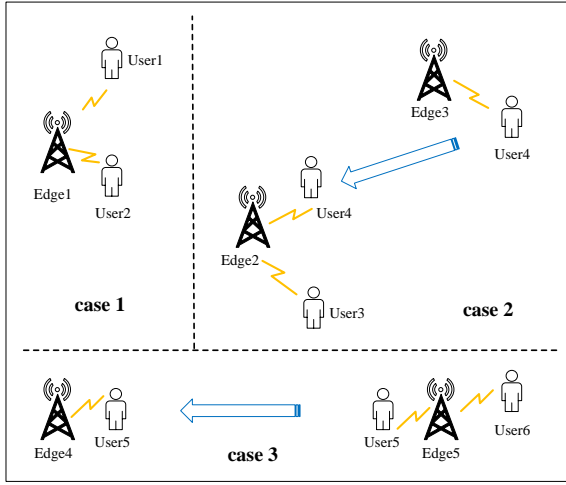 User1
Edge1
User2
case 1
Edge3
User4
User4
Edge2
User3
case 2
Edge4
User5
case 3
User5
Edge5
User6